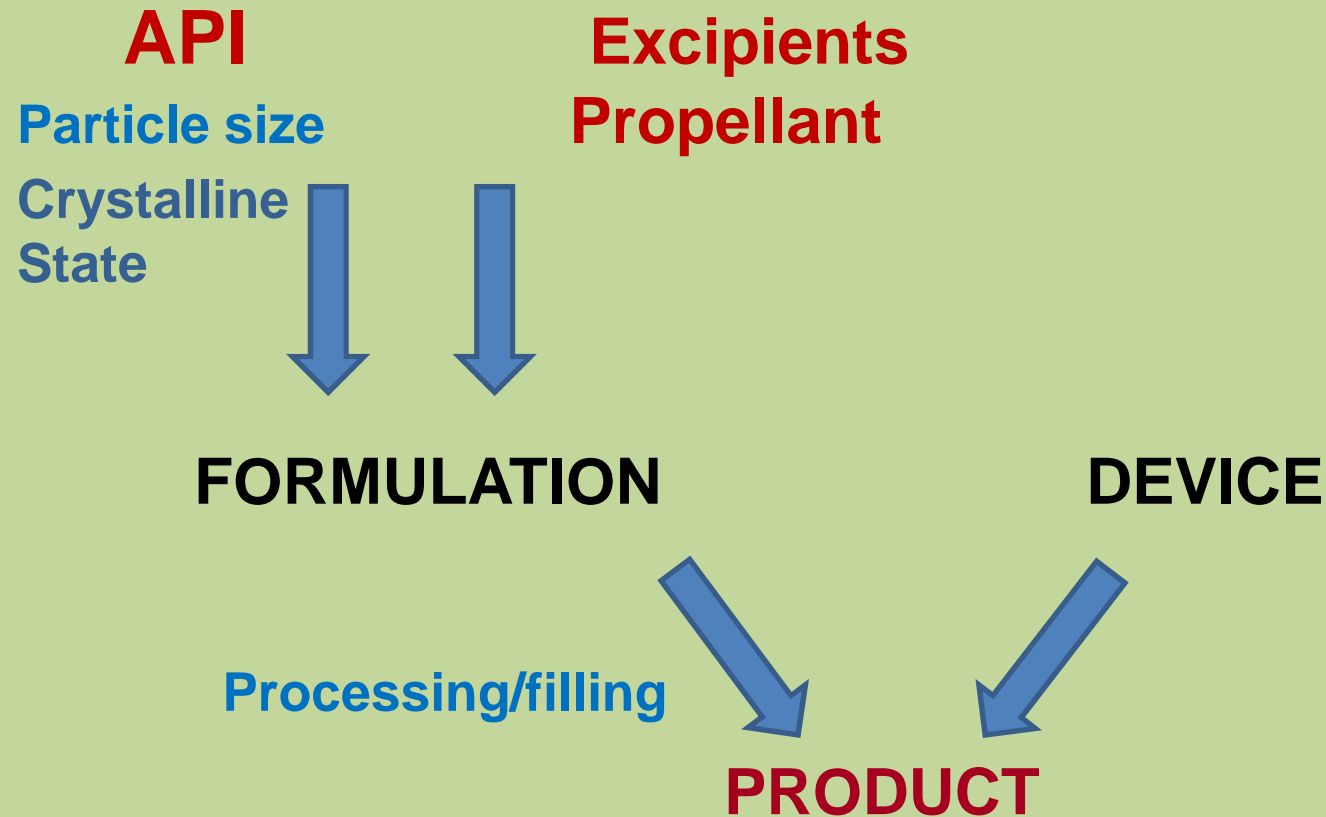 API
Excipients
Particle size
Propellant
Crystalline
State
FORMULATION
DEVICE
Processing/filling
PRODUCT